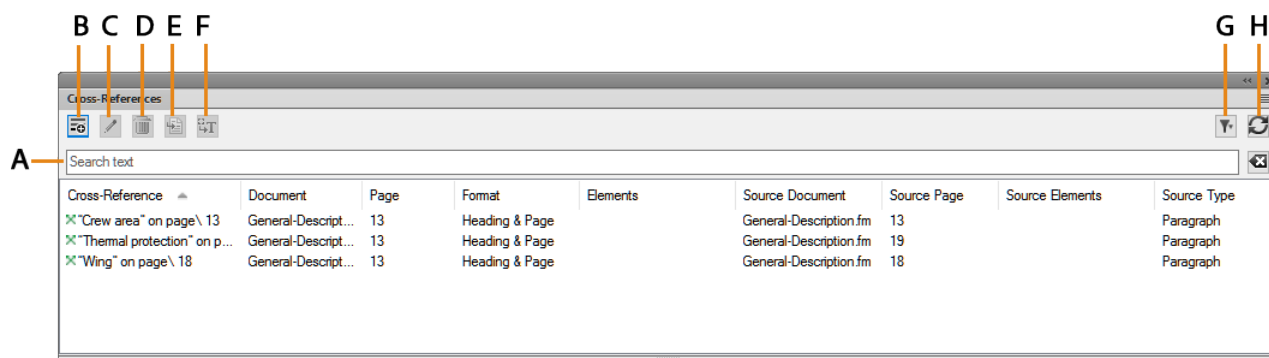 B C D E F G H
Cross-References
A
Search text
Cross-Reference Document Page Format Elements Source Document Source Page Source Elements Source Type
"Crew area" on page\ 13 General-Descript... 13 Heading & Page General-Description.fm 13 Paragraph
"Thermal protection" on p... General-Descript... 13 Heading & Page General-Description.fm 19 Paragraph
"Wing" on page\ 18 General-Descript... 13 Heading & Page General-Description.fm 18 Paragraph